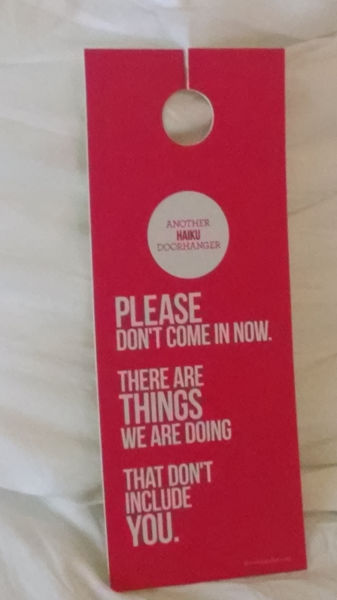 ANOTHER
HAIKU
DOORHANGER
PLEASE
DON'T COME IN NOW.
THERE ARE
THINGS
WE ARE DOING
THAT DON'T
INCLUDE
YOU.